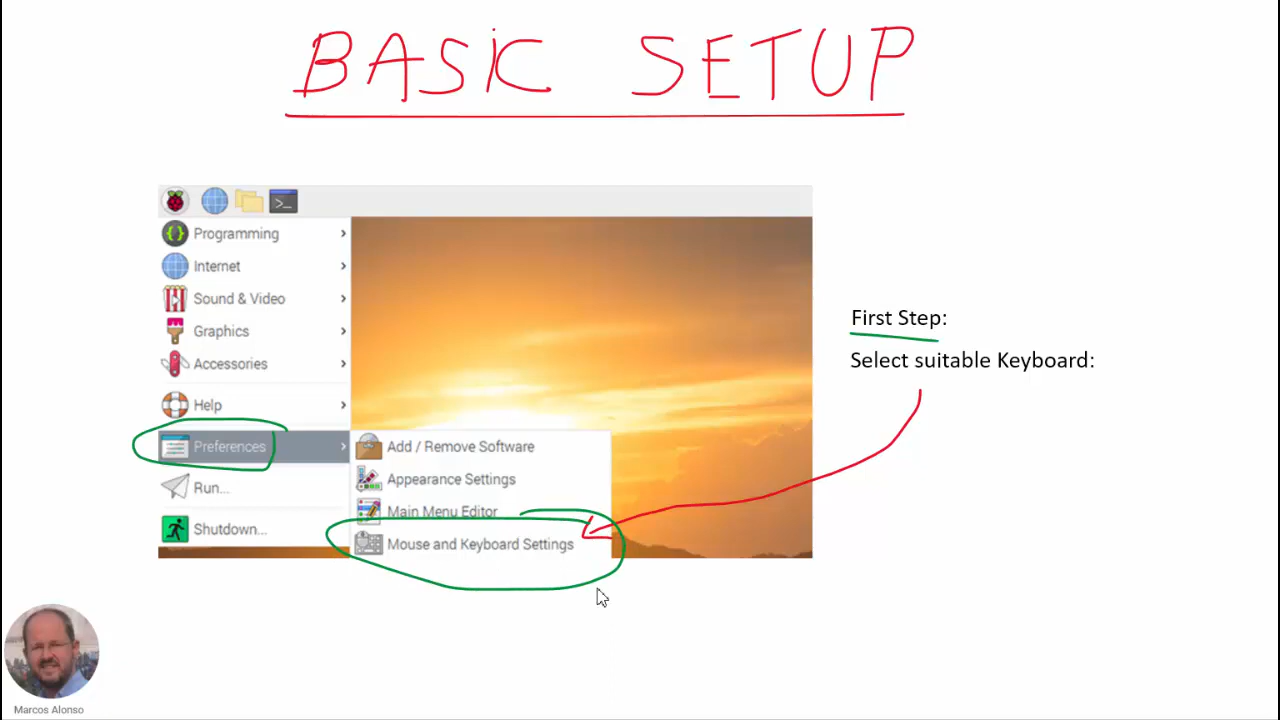 BASIC SETUP
Programming
Internet
Sound & Video
Graphics
Accessories
Help
Preferences
Run...
Shutdown...
Add / Remove Software
Appearance Settings
Main Menu Editor
Mouse and Keyboard Settings
First Step:
Select suitable Keyboard:
Marcos Alonso